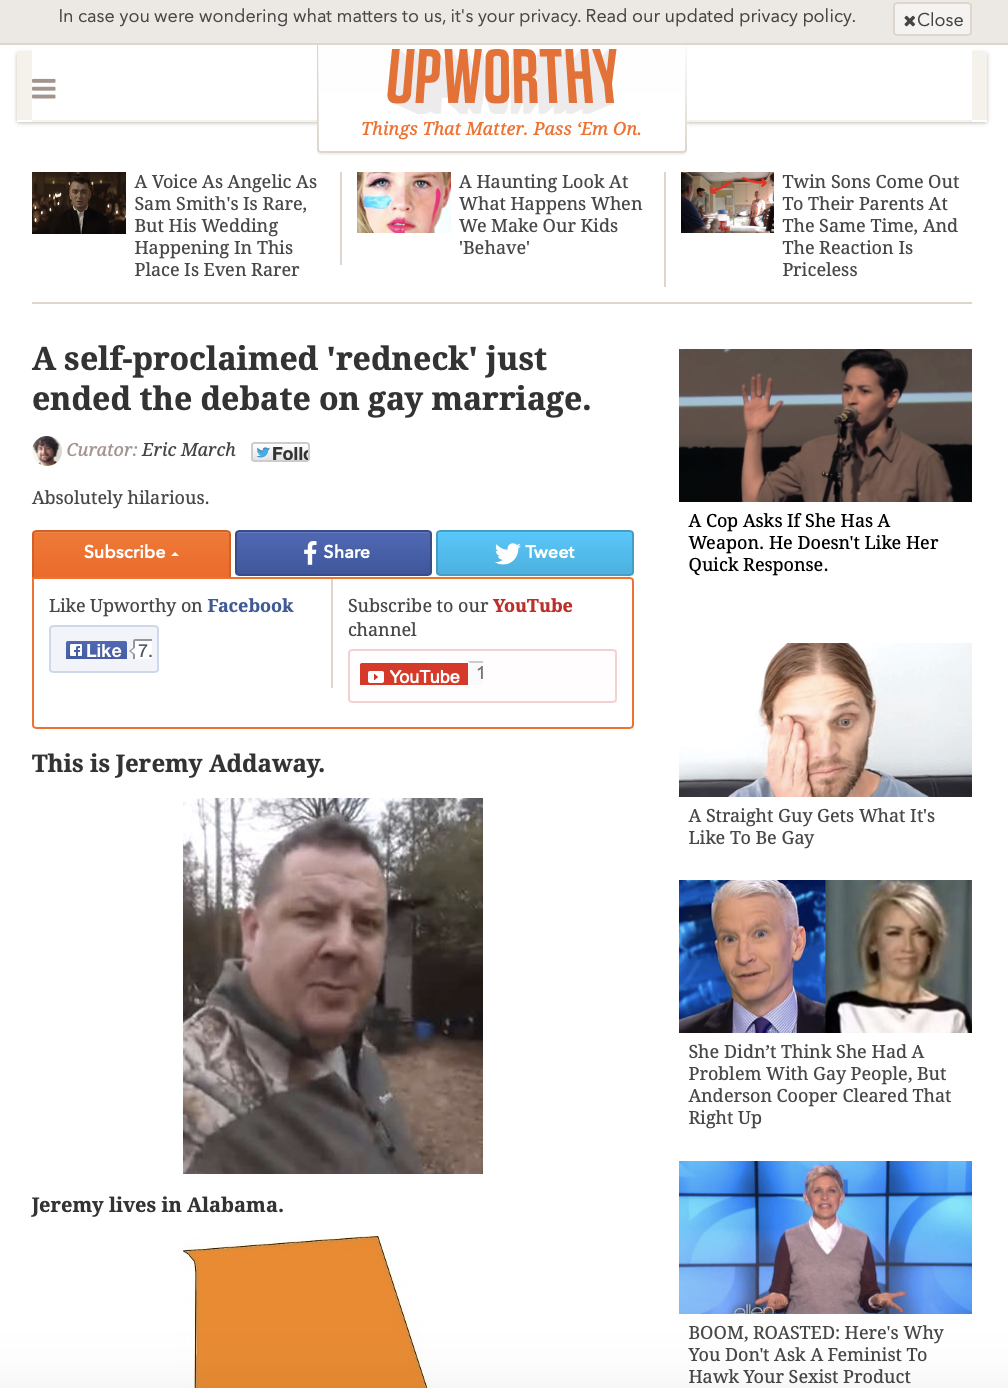 In case you were wondering what matters to us, it's your privacy. Read our updated privacy policy.
✖Close
UPWORTHY
Things That Matter. Pass ‘Em On.
A Voice As Angelic As
Sam Smith's Is Rare,
But His Wedding
Happening In This
Place Is Even Rarer
A Haunting Look At
What Happens When
We Make Our Kids
'Behave'
Twin Sons Come Out
To Their Parents At
The Same Time, And
The Reaction Is
Priceless
A self-proclaimed 'redneck' just
ended the debate on gay marriage.
Curator: Eric March
Follo
Absolutely hilarious.
Subscribe
Share
Tweet
Like Upworthy on Facebook
Like 7.
Subscribe to our YouTube
channel
YouTube 1
This is Jeremy Addaway.
Jeremy lives in Alabama.
A Cop Asks If She Has A
Weapon. He Doesn't Like Her
Quick Response.
A Straight Guy Gets What It's
Like To Be Gay
She Didn’t Think She Had A
Problem With Gay People, But
Anderson Cooper Cleared That
Right Up
ellen
BOOM, ROASTED: Here's Why
You Don't Ask A Feminist To
Hawk Your Sexist Product